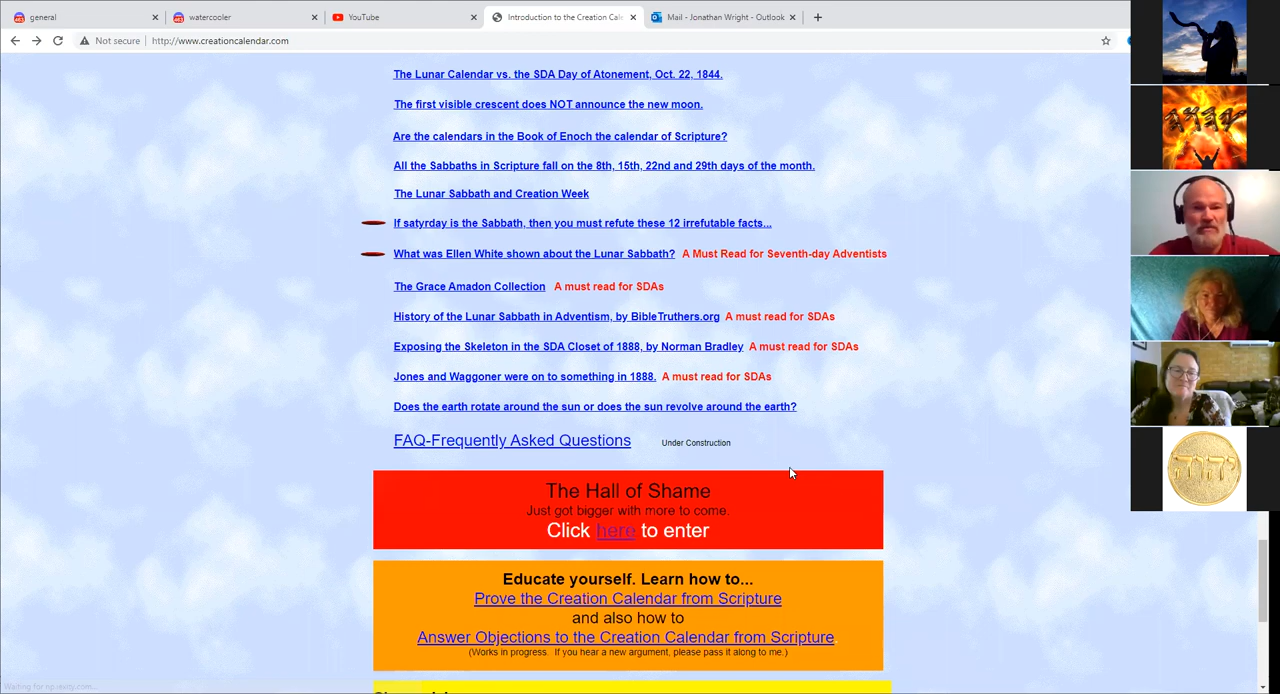 general
watercooler
YouTube
Introduction to the Creation Cal
Mail - Jonathan Wright - Outlook
Not secure
http://www.creationcalendar.com
The Lunar Calendar vs. the SDA Day of Atonement, Oct. 22, 1844.
The first visible crescent does NOT announce the new moon.
Are the calendars in the Book of Enoch the calendar of Scripture?
All the Sabbaths in Scripture fall on the 8th, 15th, 22nd and 29th days of the month.
The Lunar Sabbath and Creation Week
If satyrday is the Sabbath, then you must refute these 12 irrefutable facts...
What was Ellen White shown about the Lunar Sabbath? A Must Read for Seventh-day Adventists
The Grace Amadon Collection A must read for SDAs
History of the Lunar Sabbath in Adventism, by BibleTruthers.org A must read for SDAs
Exposing the Skeleton in the SDA Closet of 1888, by Norman Bradley A must read for SDAs
Jones and Waggoner were on to something in 1888. A must read for SDAs
Does the earth rotate around the sun or does the sun revolve around the earth?
FAQ-Frequently Asked Questions Under Construction
The Hall of Shame
Just got bigger with more to come.
Click here to enter
Educate yourself. Learn how to...
Prove the Creation Calendar from Scripture
and also how to
Answer Objections to the Creation Calendar from Scripture
(Works in progress. If you hear a new argument, please pass it along to me.)
יהוה